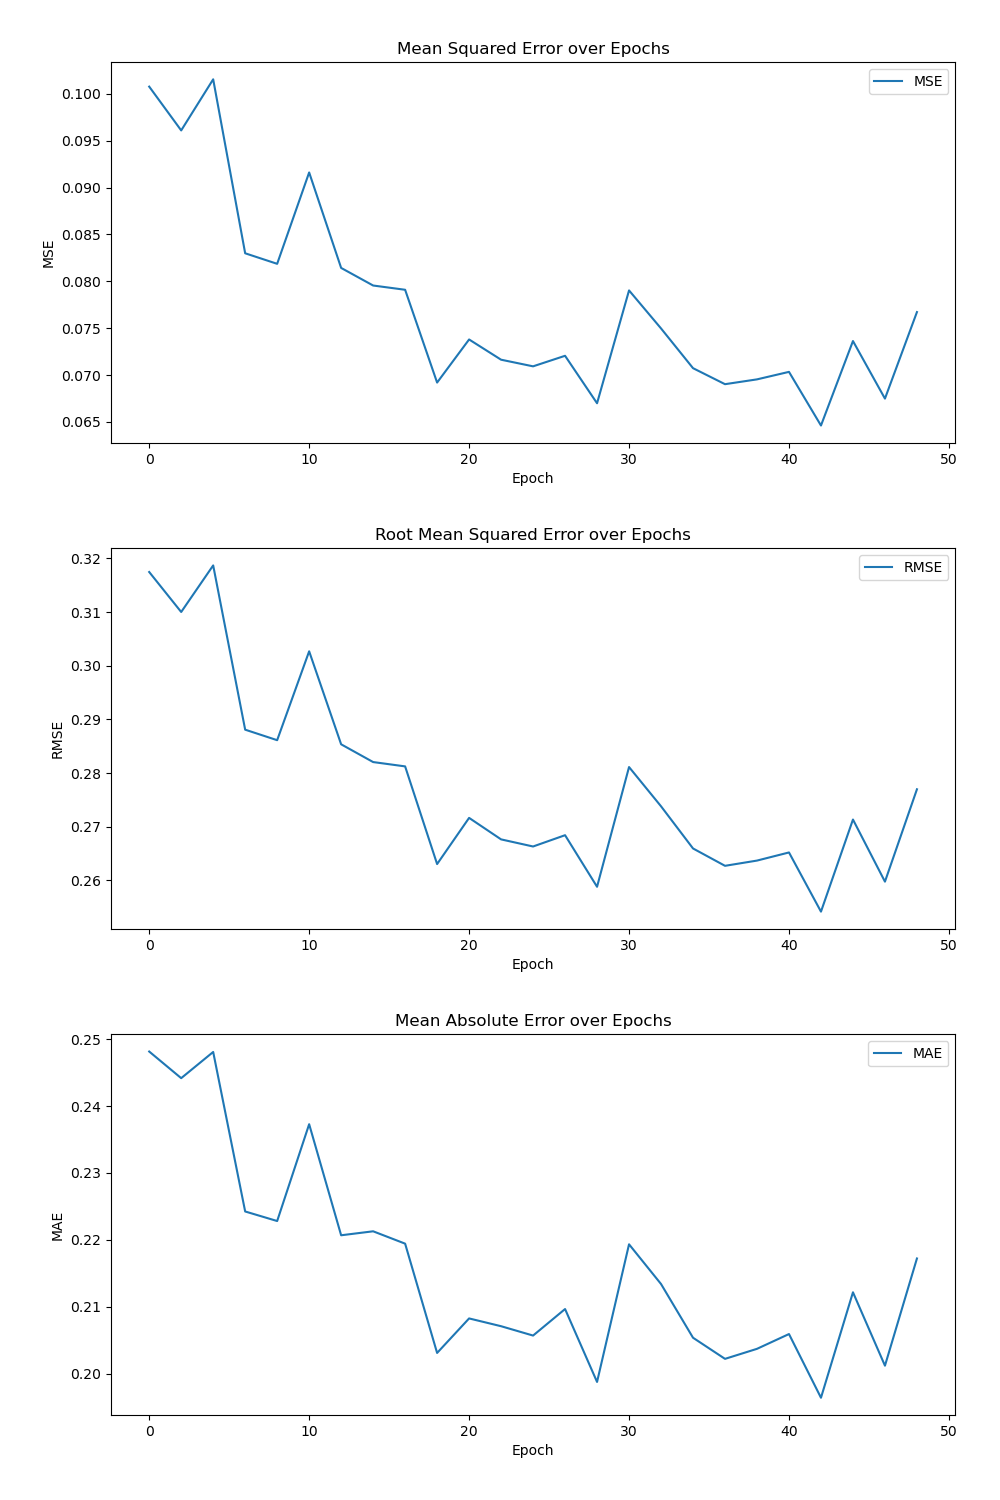 Mean Squared Error over Epochs
MSE
0.100
0.095
0.090
0.085
0.080
0.075
0.070
0.065
MSE
0 10 20 30 40 50
Epoch
Root Mean Squared Error over Epochs
RMSE
0.32
0.31
0.30
0.29
0.28
0.27
0.26
RMSE
0 10 20 30 40 50
Epoch
Mean Absolute Error over Epochs
MAE
0.25
0.24
0.23
0.22
0.21
0.20
MAE
0 10 20 30 40 50
Epoch